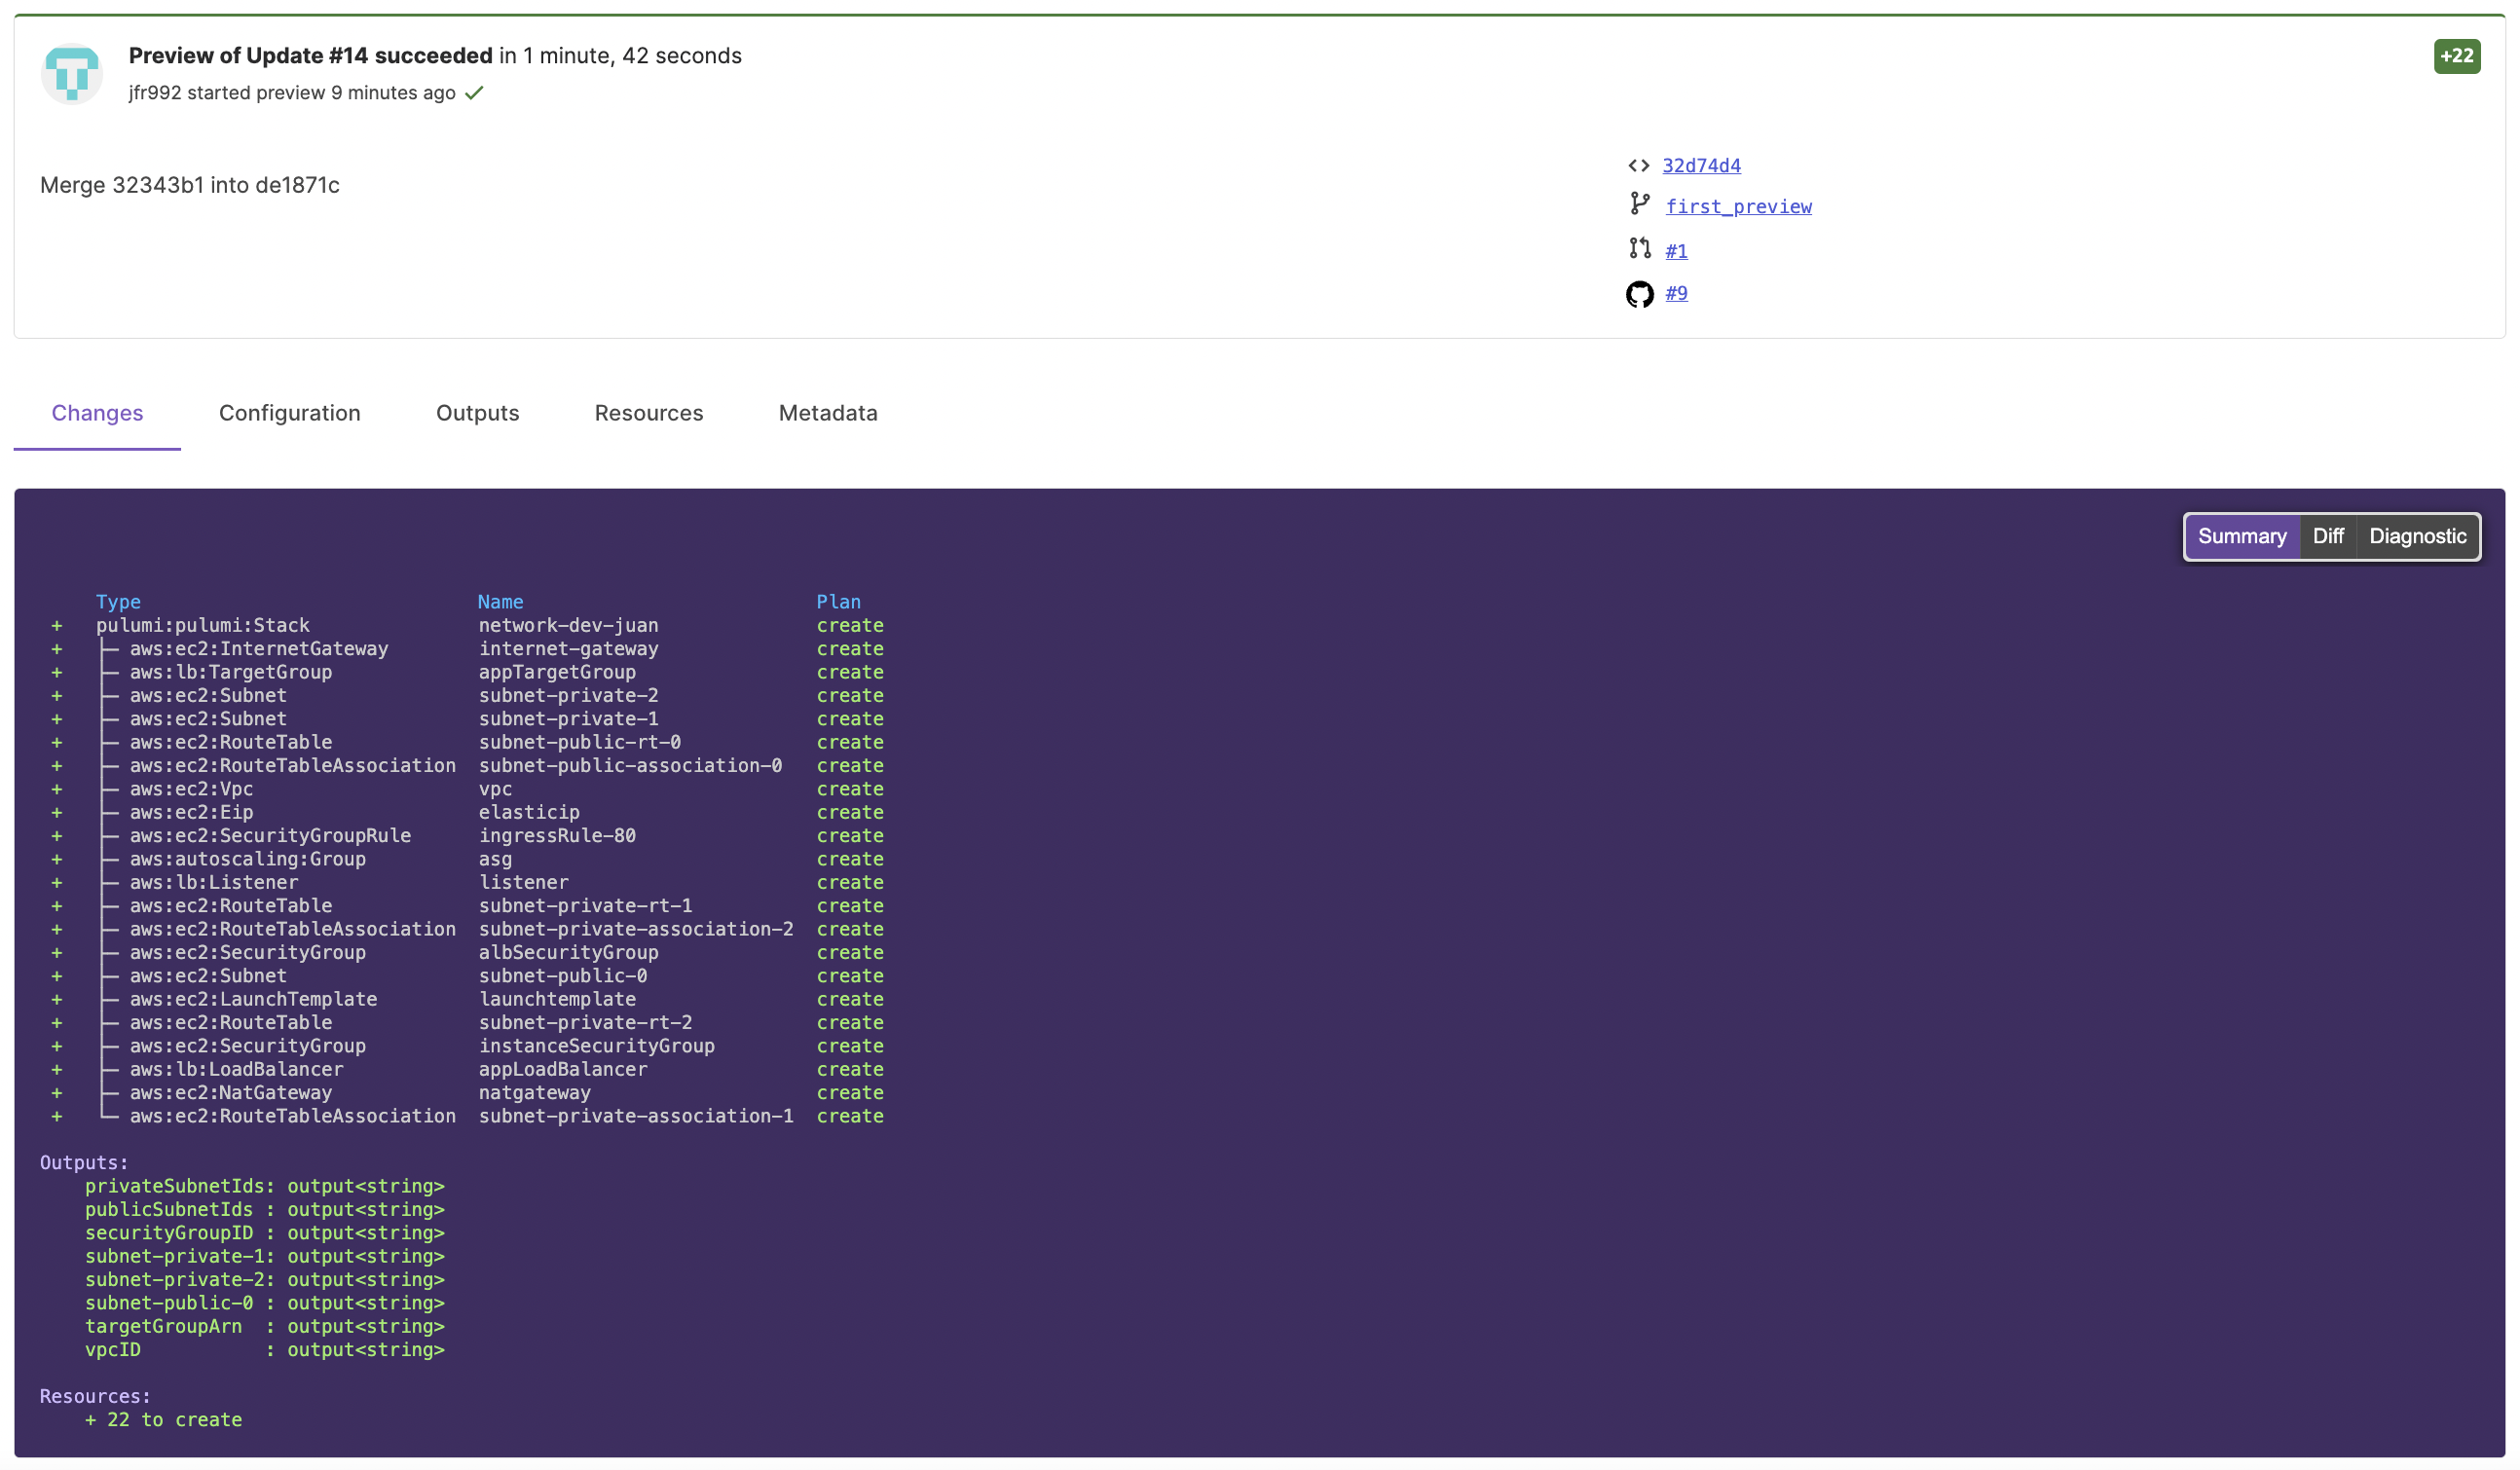 Preview of Update #14 succeeded in 1 minute, 42 seconds
+22
jfr992 started preview 9 minutes ago
Merge 32343b1 into de1871c
32d74d4
first_preview
#1
#9
Changes Configuration Outputs Resources Metadata
Summary Diff Diagnostic
Type Name Plan
+ pulumi:pulumi:Stack network-dev-juan create
+ ├─ aws:ec2:InternetGateway internet-gateway create
+ ├─ aws:lb:TargetGroup appTargetGroup create
+ ├─ aws:ec2:Subnet subnet-private-2 create
+ ├─ aws:ec2:Subnet subnet-private-1 create
+ ├─ aws:ec2:RouteTable subnet-public-rt-0 create
+ ├─ aws:ec2:RouteTableAssociation subnet-public-association-0 create
+ ├─ aws:ec2:Vpc vpc create
+ ├─ aws:ec2:Eip elasticip create
+ ├─ aws:ec2:SecurityGroupRule ingressRule-80 create
+ ├─ aws:autoscaling:Group asg create
+ ├─ aws:lb:Listener listener create
+ ├─ aws:ec2:RouteTable subnet-private-rt-1 create
+ ├─ aws:ec2:RouteTableAssociation subnet-private-association-2 create
+ ├─ aws:ec2:SecurityGroup albSecurityGroup create
+ ├─ aws:ec2:Subnet subnet-public-0 create
+ ├─ aws:ec2:LaunchTemplate launchtemplate create
+ ├─ aws:ec2:RouteTable subnet-private-rt-2 create
+ ├─ aws:ec2:SecurityGroup instanceSecurityGroup create
+ ├─ aws:lb:LoadBalancer appLoadBalancer create
+ ├─ aws:ec2:NatGateway natgateway create
+ └─ aws:ec2:RouteTableAssociation subnet-private-association-1 create
Outputs:
privateSubnetIds: output<string>
publicSubnetIds : output<string>
securityGroupID : output<string>
subnet-private-1: output<string>
subnet-private-2: output<string>
subnet-public-0 : output<string>
targetGroupArn : output<string>
vpcID : output<string>
Resources:
+ 22 to create